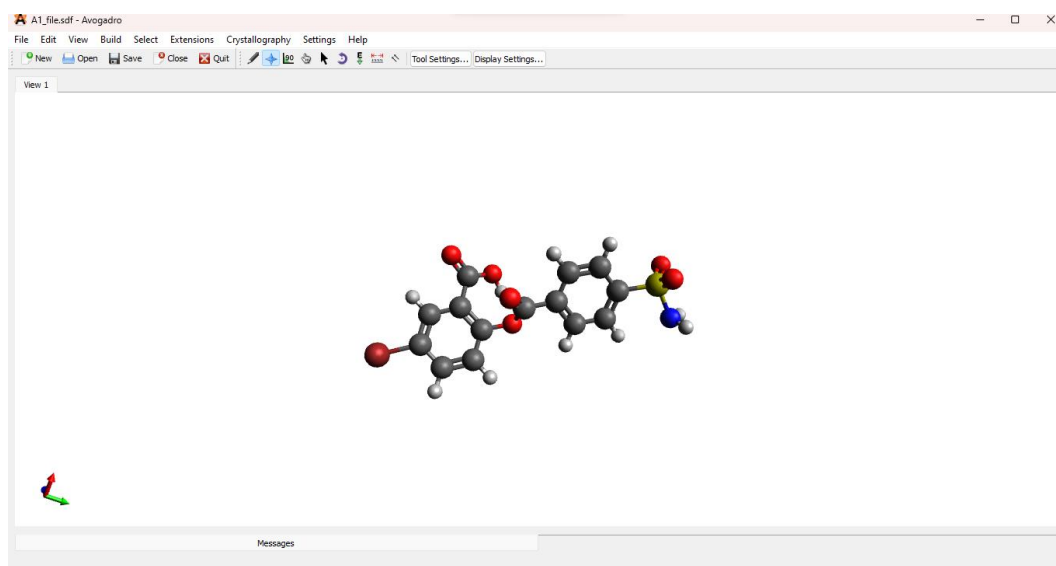 A1_file.sdf - Avogadro
File Edit View Build Select Extensions Crystallography Settings Help
New Open Save Close Quit 90 E Tool Settings... Display Settings...
View 1
Messages